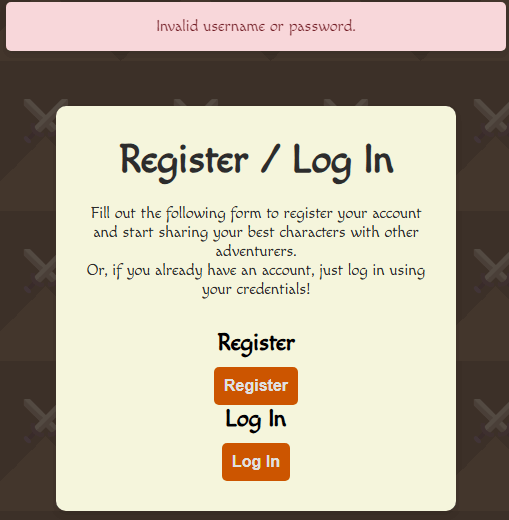 Invalid username or password.
Register / Log In
Fill out the following form to register your account
and start sharing your best characters with other
adventurers.
Or, if you already have an account, just log in using
your credentials!
Register
Register
Log In
Log In